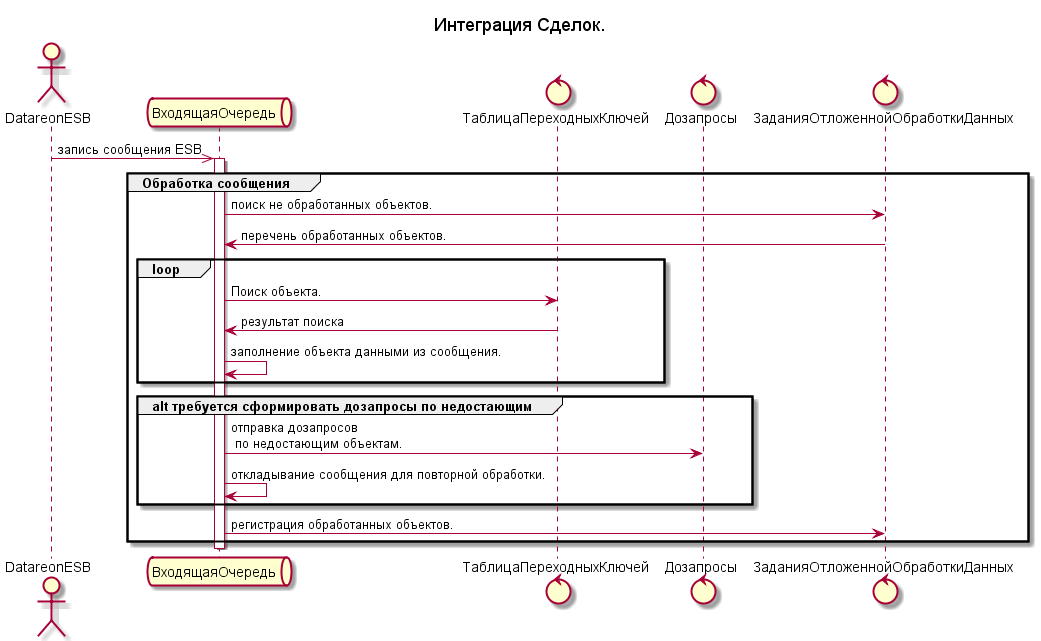 Интеграция Сделок.
DatareonESB
ВходящаяОчередь
ТаблицаПереходныхКлючей
Дозапросы
ЗаданияОтложеннойОбработкиДанных
запись сообщения ESB
Обработка сообщения
поиск не обработанных объектов.
перечень обработанных объектов.
loop
Поиск объекта.
результат поиска
заполнение объекта данными из сообщения.
alt требуется сформировать дозапросы по недостающим
отправка дозапросов
по недостающим объектам.
откладывание сообщения для повторной обработки.
регистрация обработанных объектов.
DatareonESB
ВходящаяОчередь
ТаблицаПереходныхКлючей
Дозапросы
ЗаданияОтложеннойОбработкиДанных